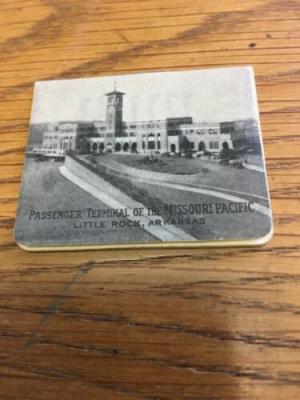 PASSENGER TERMINAL OF THE MISSOURI PACIFIC
LITTLE ROCK, ARKANSAS